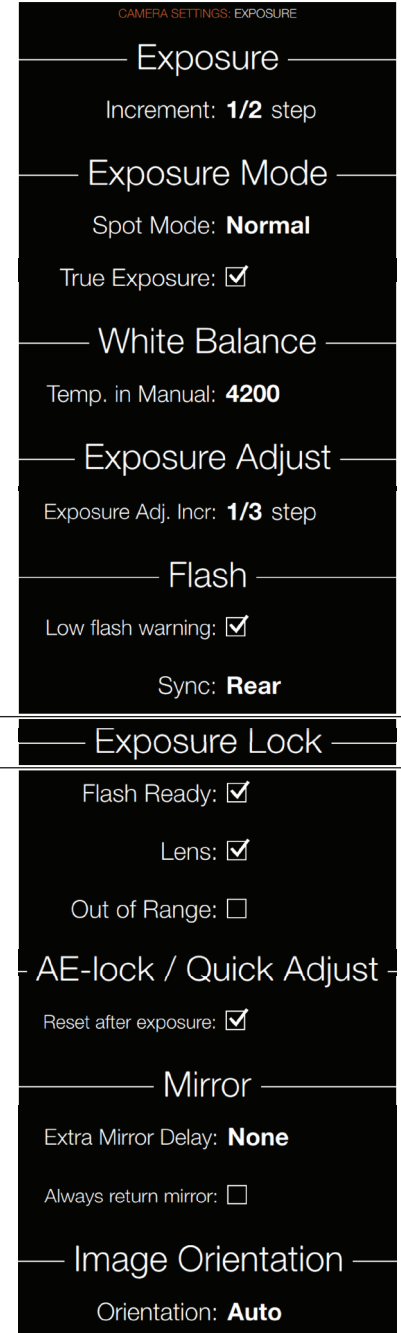 CAMERA SETTINGS: EXPOSURE
Exposure
Increment: 1/2 step
Exposure Mode
Spot Mode: Normal
True Exposure:
White Balance
Temp. in Manual: 4200
Exposure Adjust
Exposure Adj. Incr: 1/3 step
Flash
Low flash warning:
Sync: Rear
Exposure Lock
Flash Ready:
Lens:
Out of Range:
AE-lock / Quick Adjust
Reset after exposure:
Mirror
Extra Mirror Delay: None
Always return mirror:
Image Orientation
Orientation: Auto